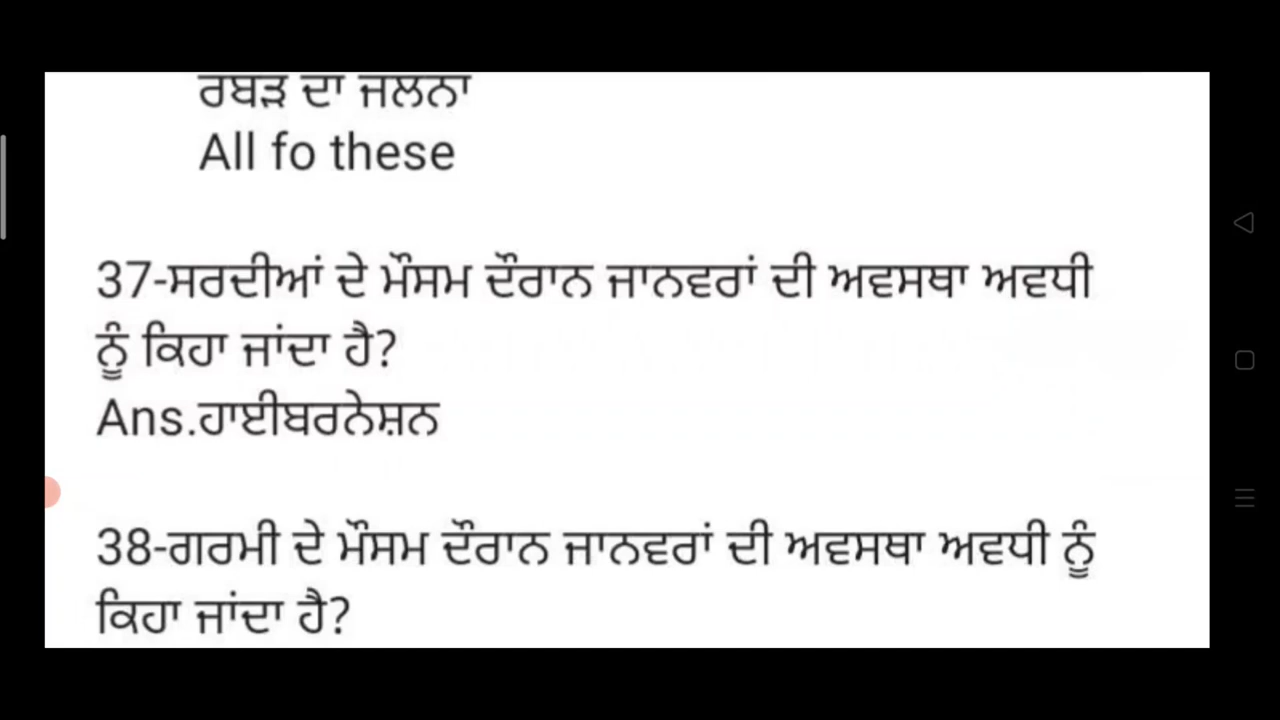 ਰਬੜ ਦਾ ਜਲਨਾ
All fo these
37-ਸਰਦੀਆਂ ਦੇ ਮੌਸਮ ਦੌਰਾਨ ਜਾਨਵਰਾਂ ਦੀ ਅਵਸਥਾ ਅਵਧੀ
ਨੂੰ ਕਿਹਾ ਜਾਂਦਾ ਹੈ?
Ans.ਹਾਈਬਰਨੇਸ਼ਨ
38-ਗਰਮੀ ਦੇ ਮੌਸਮ ਦੌਰਾਨ ਜਾਨਵਰਾਂ ਦੀ ਅਵਸਥਾ ਅਵਧੀ ਨੂੰ
ਕਿਹਾ ਜਾਂਦਾ ਹੈ?